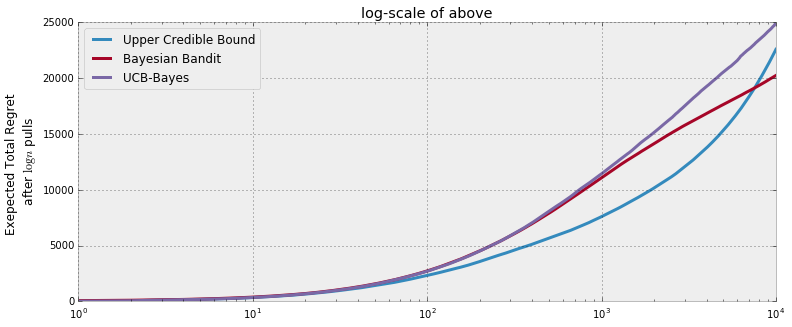 log-scale of above
Upper Credible Bound
Bayesian Bandit
UCB-Bayes
Exepected Total Regret
after log n pulls
25000
20000
15000
10000
5000
0
10⁰
10¹
10²
10³
10⁴